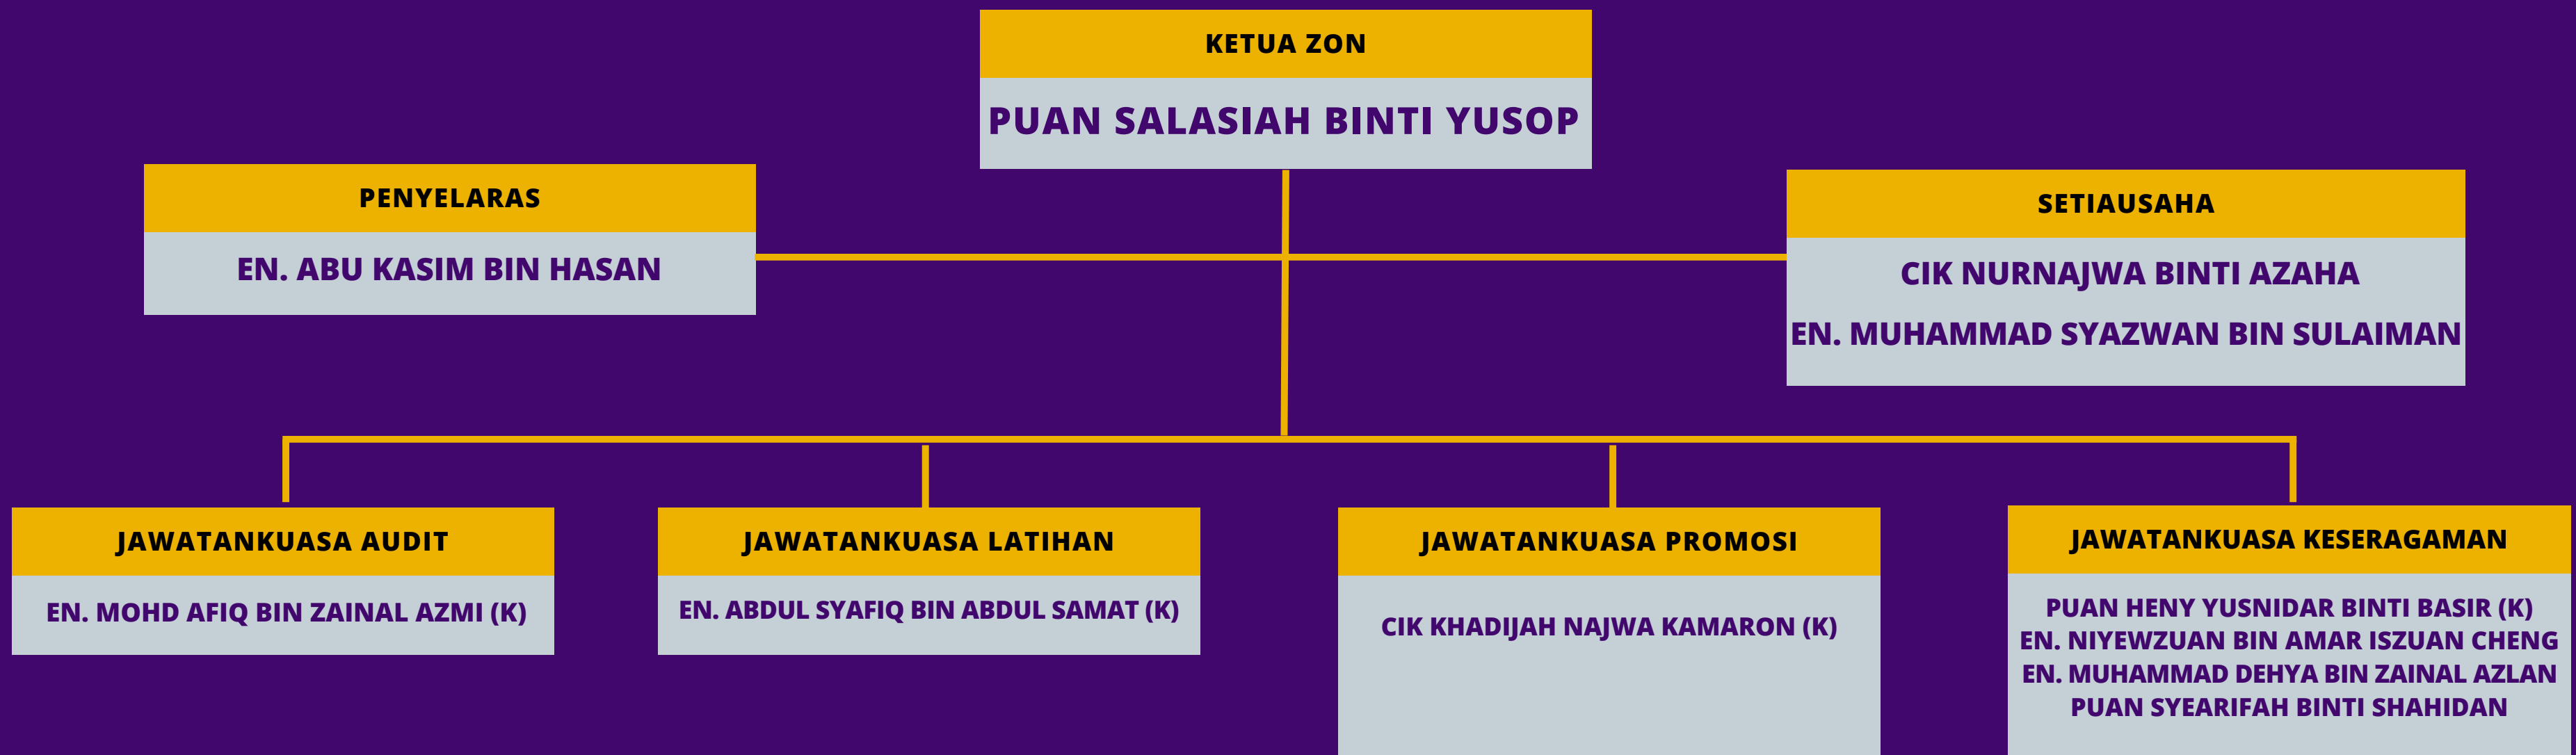 KETUA ZON
PUAN SALASIAH BINTI YUSOP
PENYELARAS
EN. ABU KASIM BIN HASAN
SETIAUSAHA
CIK NURNAJWA BINTI AZAHA
EN. MUHAMMAD SYAZWAN BIN SULAIMAN
JAWATANKUASA AUDIT
EN. MOHD AFIQ BIN ZAINAL AZMI (K)
JAWATANKUASA LATIHAN
EN. ABDUL SYAFIQ BIN ABDUL SAMAT (K)
JAWATANKUASA PROMOSI
CIK KHADIJAH NAJWA KAMARON (K)
JAWATANKUASA KESERAGAMAN
PUAN HENY YUSNIDAR BINTI BASIR (K)
EN. NIYEWZUAN BIN AMAR ISZUAN CHENG
EN. MUHAMMAD DEHYA BIN ZAINAL AZLAN
PUAN SYEARIFAH BINTI SHAHIDAN